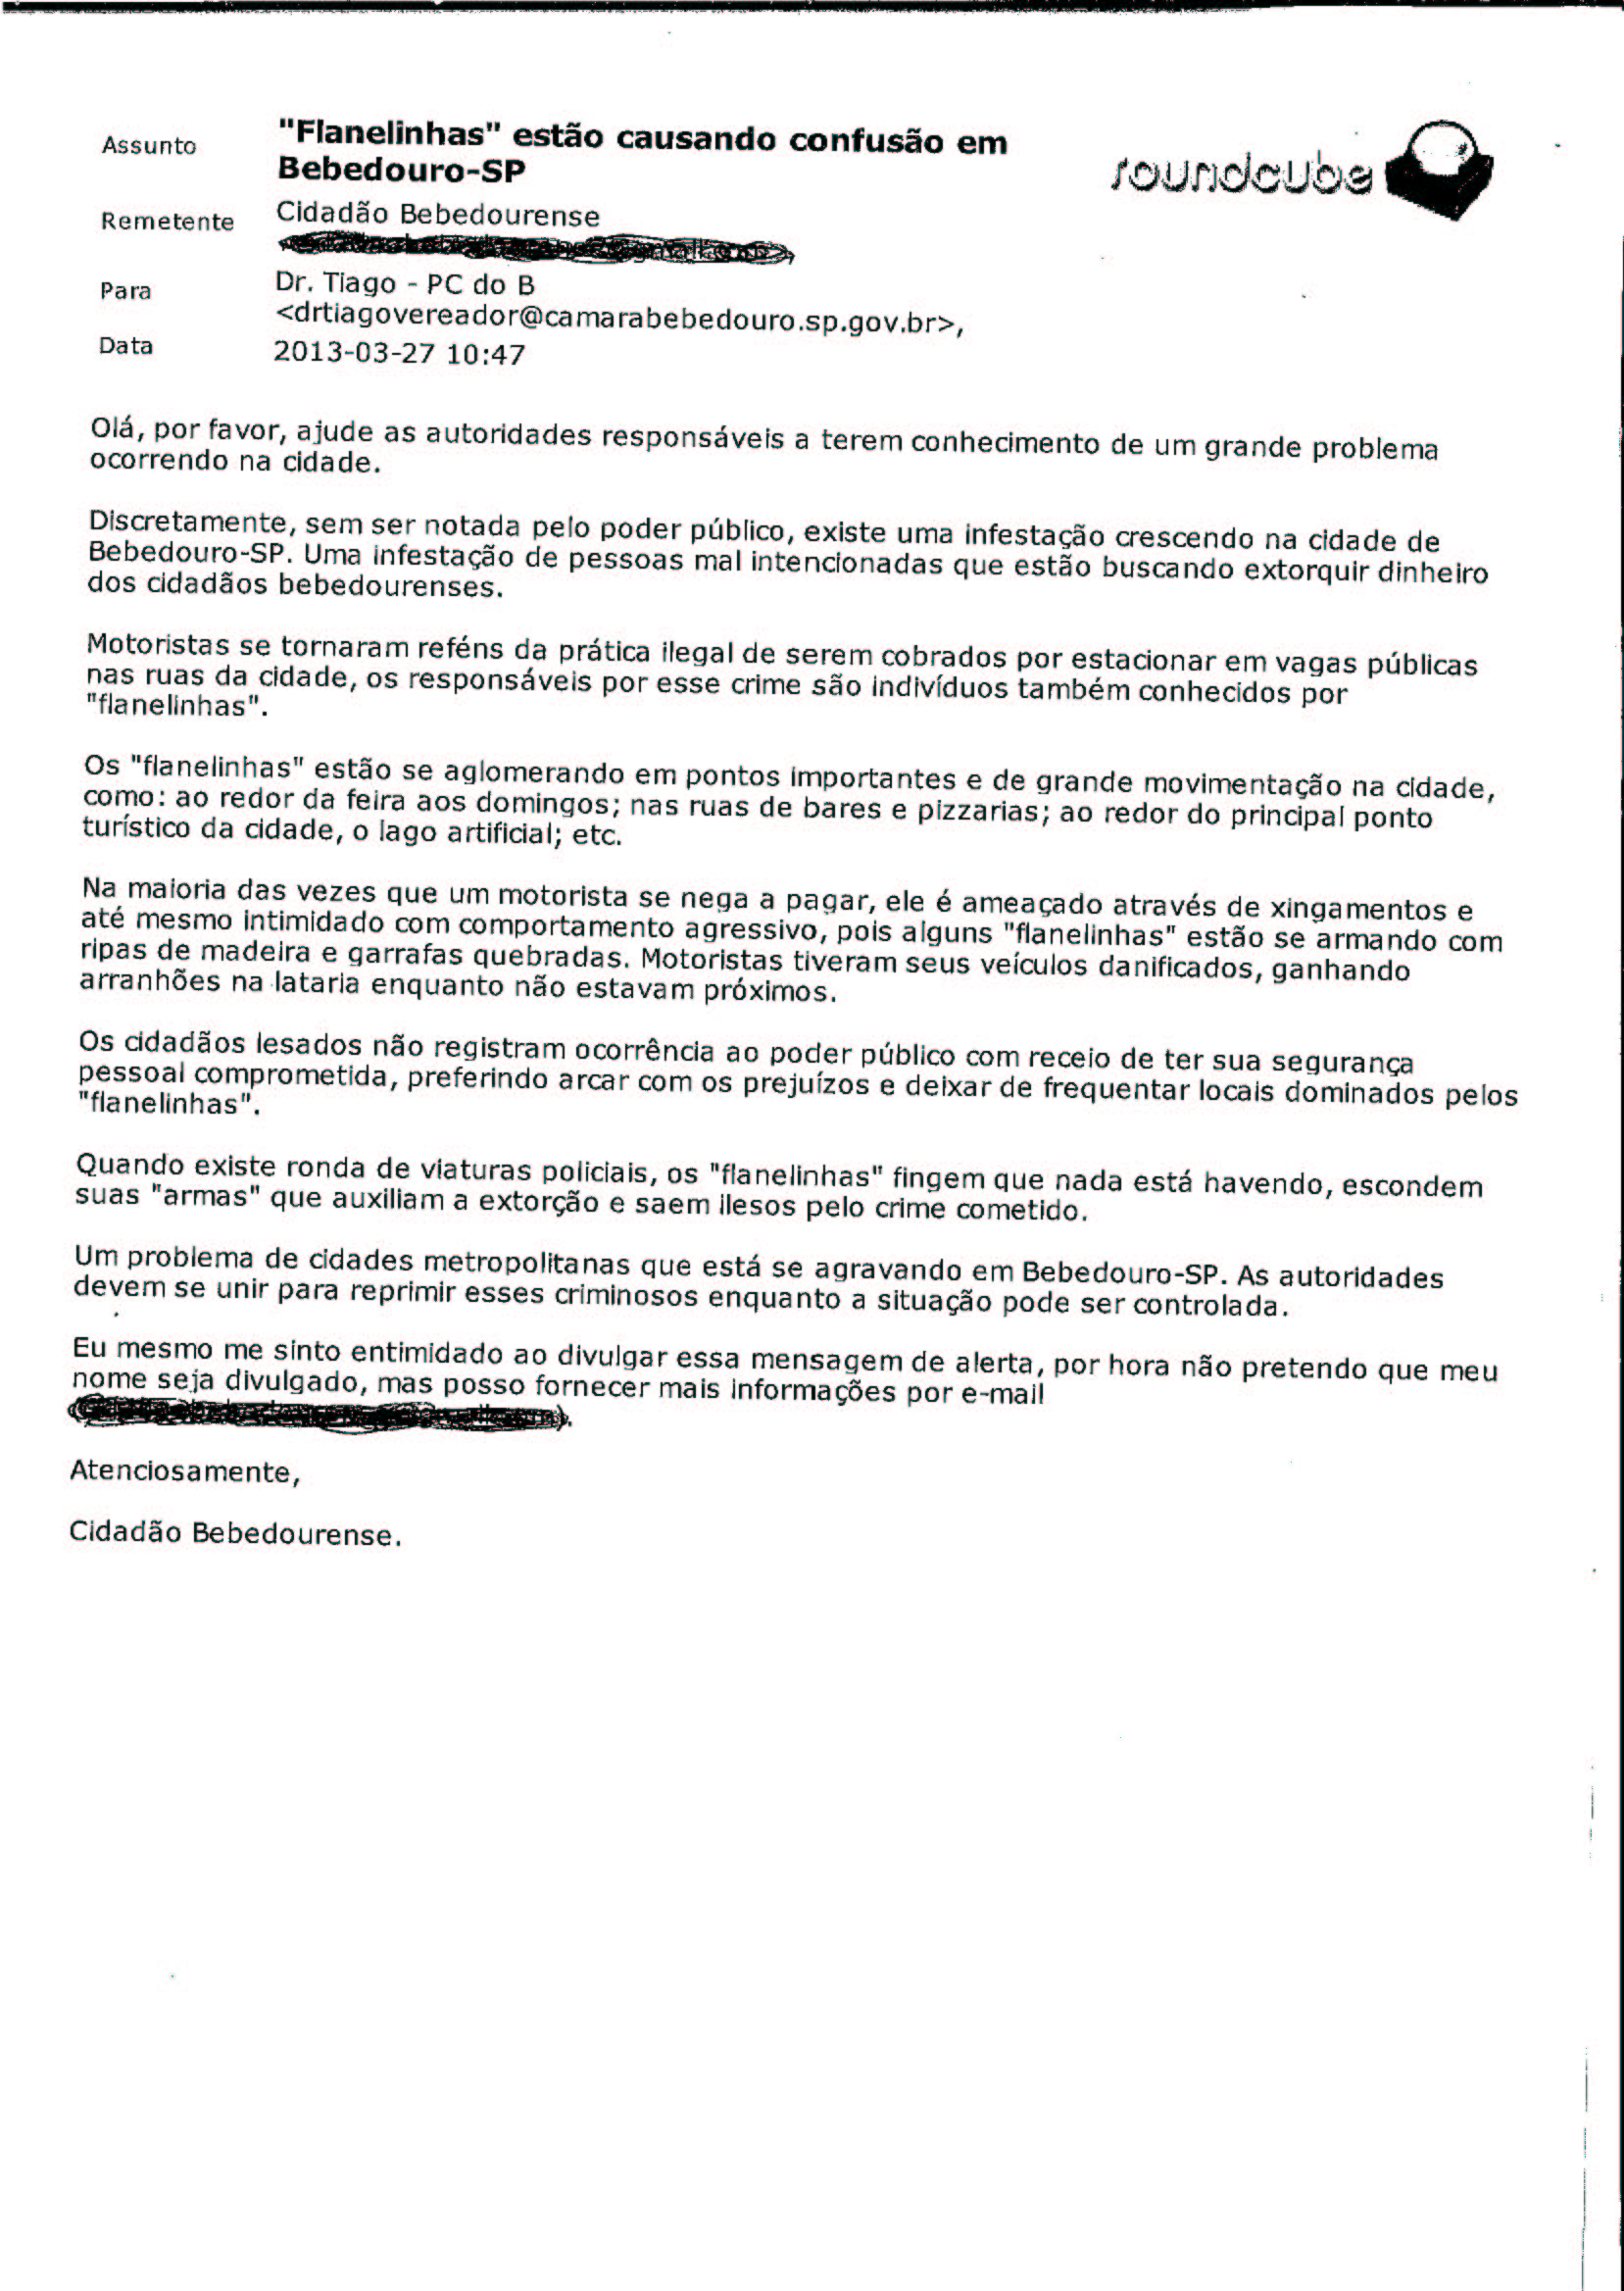 Assunto "Flanelinhas" estão causando confusão em
Bebedouro-SP
roundcube
Remetente Cidadão Bebedourense
Para Dr. Tiago - PC do B
<drtiagovereador@camarabebedouro.sp.gov.br>,
Data 2013-03-27 10:47
Olá, por favor, ajude as autoridades responsáveis a terem conhecimento de um grande problema
ocorrendo na cidade.
Discretamente, sem ser notada pelo poder público, existe uma infestação crescendo na cidade de
Bebedouro-SP. Uma infestação de pessoas mal intencionadas que estão buscando extorquir dinheiro
dos cidadãos bebedourenses.
Motoristas se tornaram reféns da prática ilegal de serem cobrados por estacionar em vagas públicas
nas ruas da cidade, os responsáveis por esse crime são indivíduos também conhecidos por
"flanelinhas".
Os "flanelinhas" estão se aglomerando em pontos importantes e de grande movimentação na cidade,
como: ao redor da feira aos domingos; nas ruas de bares e pizzarias; ao redor do principal ponto
turístico da cidade, o lago artificial; etc.
Na maioria das vezes que um motorista se nega a pagar, ele é ameaçado através de xingamentos e
até mesmo intimidado com comportamento agressivo, pois alguns "flanelinhas" estão se armando com
ripas de madeira e garrafas quebradas. Motoristas tiveram seus veículos danificados, ganhando
arranhões na lataria enquanto não estavam próximos.
Os cidadãos lesados não registram ocorrência ao poder público com receio de ter sua segurança
pessoal comprometida, preferindo arcar com os prejuízos e deixar de frequentar locais dominados pelos
"flanelinhas".
Quando existe ronda de viaturas policiais, os "flanelinhas" fingem que nada está havendo, escondem
suas "armas" que auxiliam a extorção e saem ilesos pelo crime cometido.
Um problema de cidades metropolitanas que está se agravando em Bebedouro-SP. As autoridades
devem se unir para reprimir esses criminosos enquanto a situação pode ser controlada.
Eu mesmo me sinto entimidado ao divulgar essa mensagem de alerta, por hora não pretendo que meu
nome seja divulgado, mas posso fornecer mais informações por e-mail
Atenciosamente,
Cidadão Bebedourense.